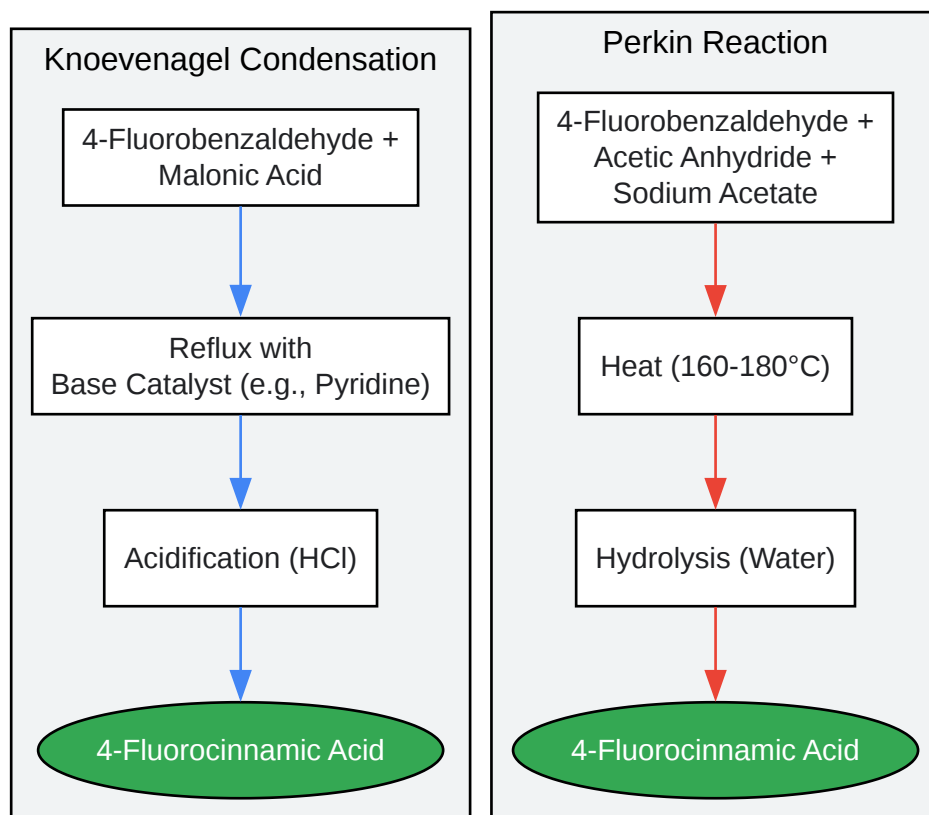 Knoevenagel Condensation
4-Fluorobenzaldehyde +
Malonic Acid
Reflux with
Base Catalyst (e.g., Pyridine)
Acidification (HCl)
4-Fluorocinnamic Acid
Perkin Reaction
4-Fluorobenzaldehyde +
Acetic Anhydride +
Sodium Acetate
Heat (160-180°C)
Hydrolysis (Water)
4-Fluorocinnamic Acid